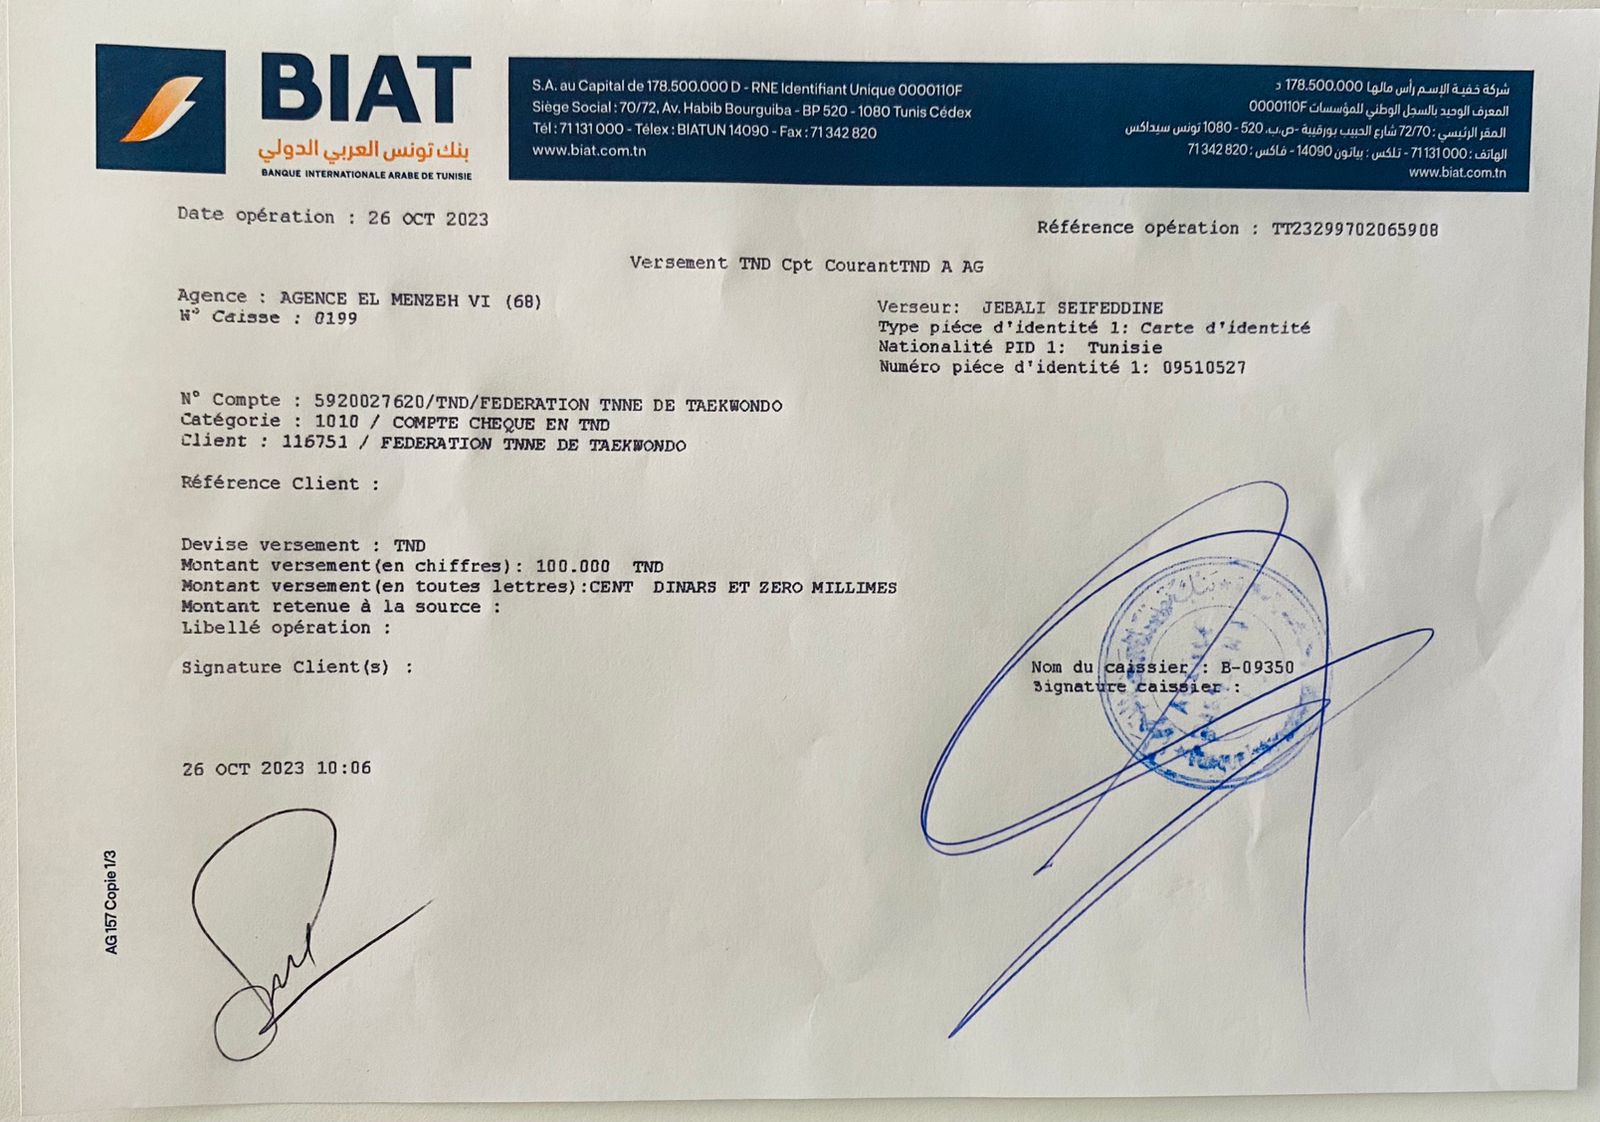 BIAT
بنك تونس العربي الدولي
BANQUE INTERNATIONALE ARABE DE TUNISIE
S.A. au Capital de 178.500.000 D - RNE Identifiant Unique 0000110F
Siège Social : 70/72, Av. Habib Bourguiba - BP 520 - 1080 Tunis Cédex
Tél : 71 131 000 - Télex : BIATUN 14090 - Fax : 71 342 820
www.biat.com.tn
شركة خفية الإسم رأس مالها 178.500.000 د
المعرف الوحيد بالسجل الوطني للمؤسسات 0000110F
المقر الرئيسي : 72/70 شارع الحبيب بورقيبة -ص.ب. 520 - 1080 تونس سيداكس
الهاتف : 71131000 - تلكس : بياتون 14090 - فاكس : 71342820
www.biat.com.tn
Date opération : 26 OCT 2023
Référence opération : TT23299702065908
Versement TND Cpt CourantTND A AG
Agence : AGENCE EL MENZEH VI (68)
N° Caisse : 0199
Verseur: JEBALI SEIFEDDINE
Type piéce d'identité 1: Carte d'identité
Nationalité PID 1: Tunisie
Numéro piéce d'identité 1: 09510527
N° Compte : 5920027620/TND/FEDERATION TNNE DE TAEKWONDO
Catégorie : 1010 / COMPTE CHEQUE EN TND
Client : 116751 / FEDERATION TNNE DE TAEKWONDO
Référence Client :
Devise versement : TND
Montant versement(en chiffres): 100.000 TND
Montant versement(en toutes lettres):CENT DINARS ET ZERO MILLIMES
Montant retenue à la source :
Libellé opération :
Signature Client(s) :
Nom du caissier : B-09350
Signature caissier :
26 OCT 2023 10:06
AG 157 Copie 1/3